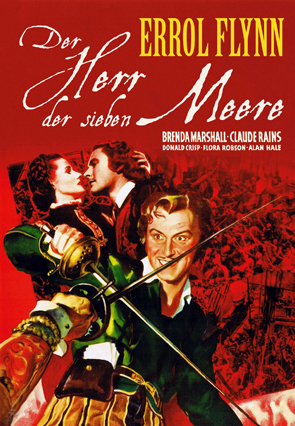 Der
ERROL FLYNN
Herr
der sieben
Meere
BRENDA MARSHALL · CLAUDE RAINS
DONALD CRISP · FLORA ROBSON · ALAN HALE